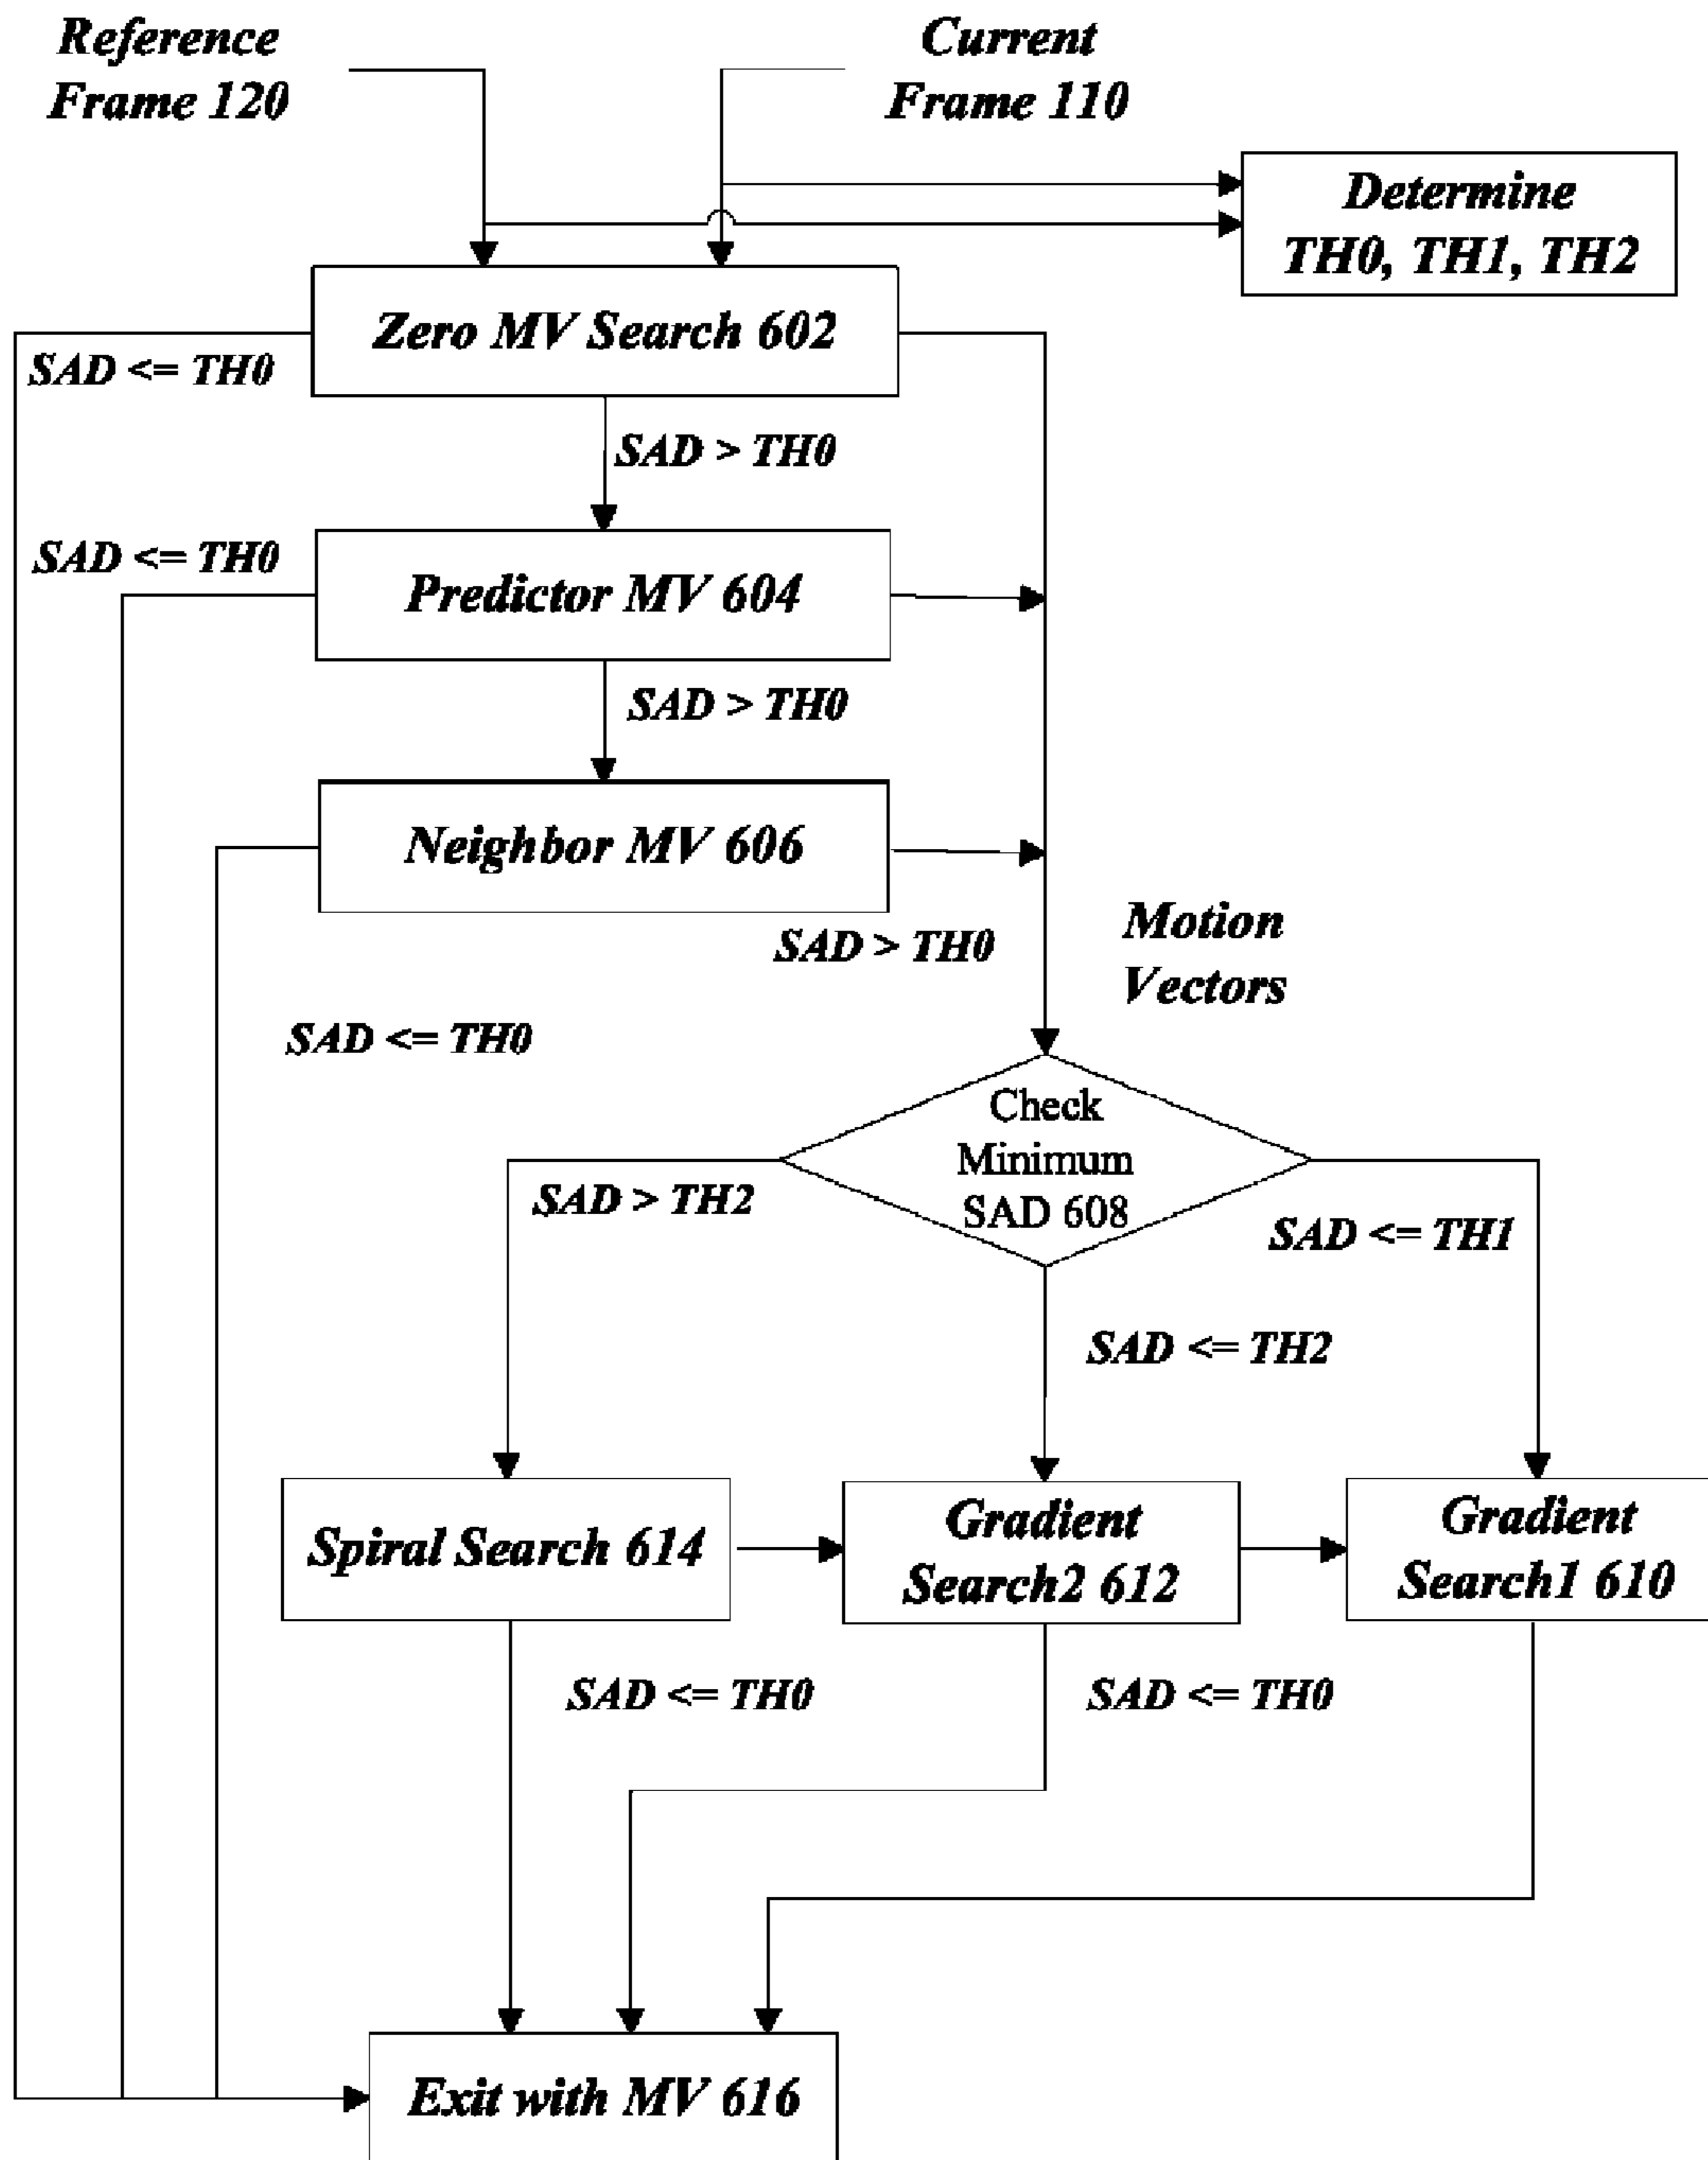 Reference
Frame 120
Current
Frame 110
Determine
TH0, TH1, TH2
Zero MV Search 602
SAD <= TH0
SAD > TH0
SAD <= TH0
Predictor MV 604
SAD > TH0
Neighbor MV 606
SAD > TH0
Motion
Vectors
SAD <= TH0
Check
Minimum
SAD 608
SAD > TH2
SAD <= TH1
SAD <= TH2
Spiral Search 614
Gradient
Search2 612
Gradient
Search1 610
SAD <= TH0
SAD <= TH0
Exit with MV 616